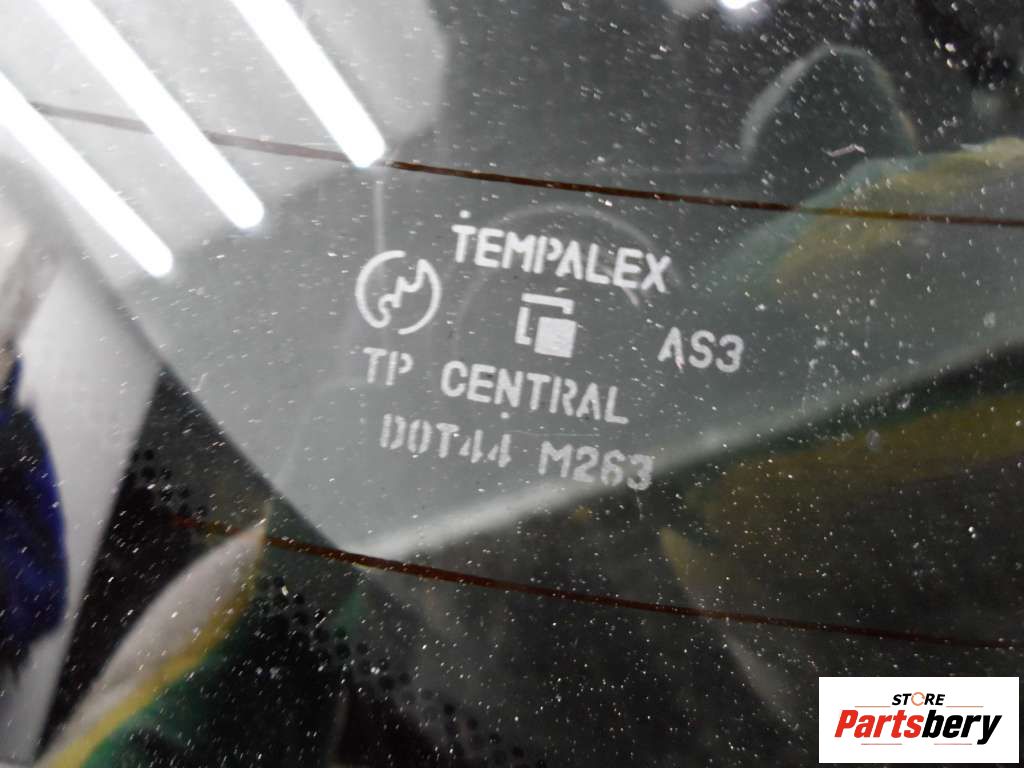 TEMPALEX
AS3
TP CENTRAL
DOT44 M263
STORE
Partsbery